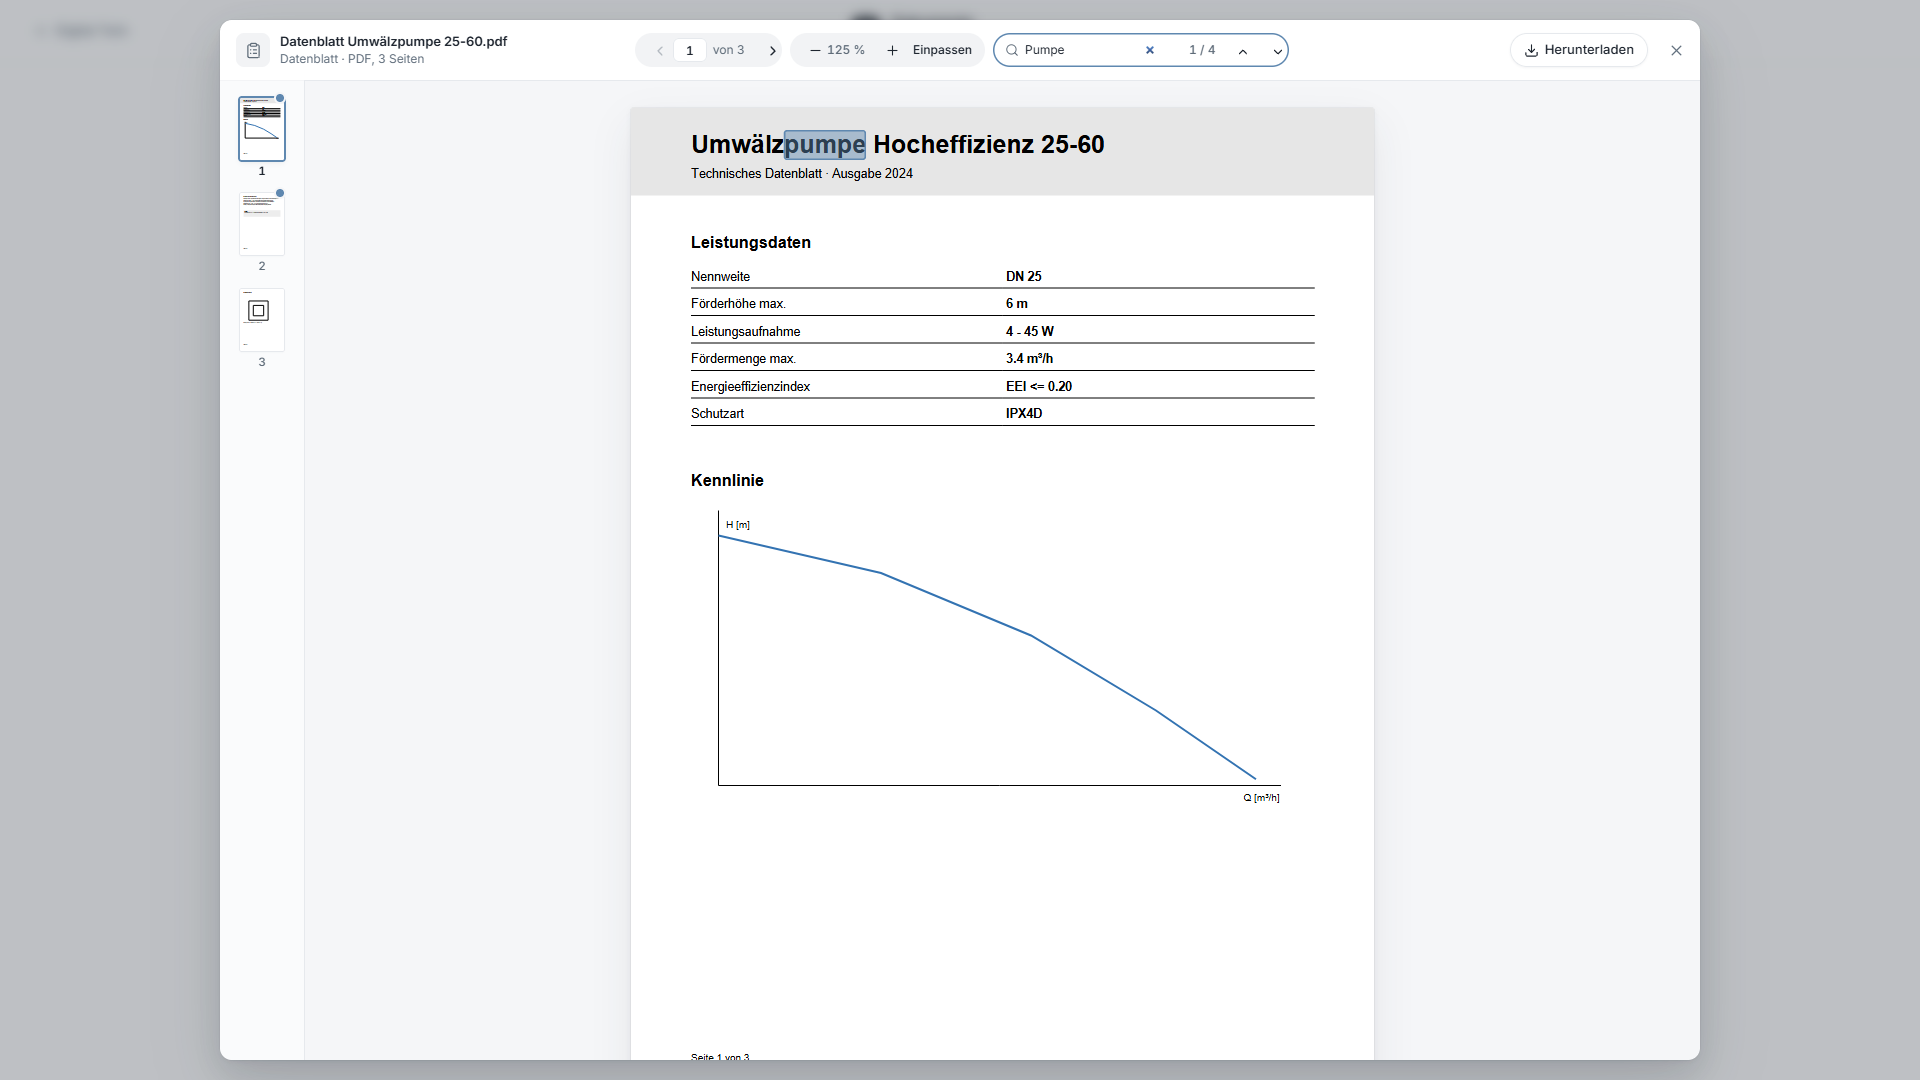 Datenblatt Umwälzpumpe 25-60.pdf
Datenblatt · PDF, 3 Seiten
1 von 3
125 %
Einpassen
Pumpe
1 / 4
Herunterladen
1
2
3
Umwälzpumpe Hocheffizienz 25-60
Technisches Datenblatt · Ausgabe 2024
Leistungsdaten
Nennweite DN 25
Förderhöhe max. 6 m
Leistungsaufnahme 4 - 45 W
Fördermenge max. 3.4 m³/h
Energieeffizienzindex EEI <= 0.20
Schutzart IPX4D
Kennlinie
H [m]
Q [m³/h]
Seite 1 von 3